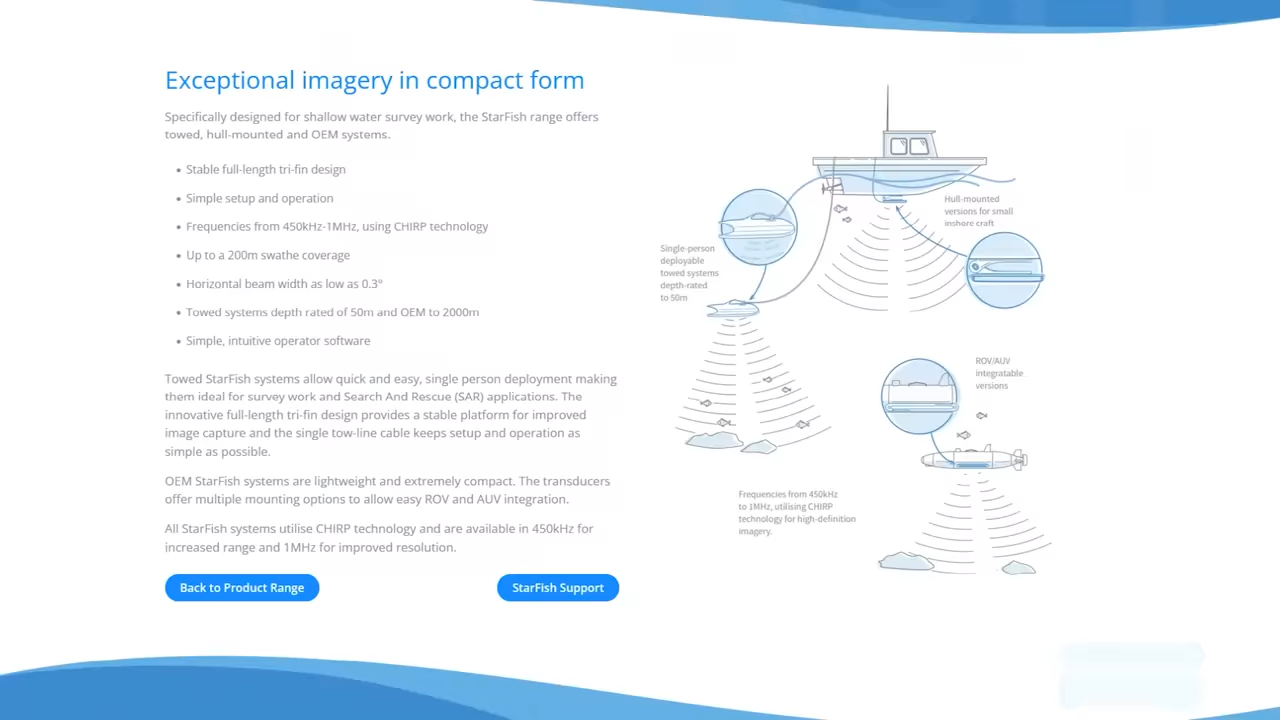 Exceptional imagery in compact form
Specifically designed for shallow water survey work, the StarFish range offers
towed, hull-mounted and OEM systems.
• Stable full-length tri-fin design
• Simple setup and operation
• Frequencies from 450kHz-1MHz, using CHIRP technology
• Up to a 200m swathe coverage
• Horizontal beam width as low as 0.3°
• Towed systems depth rated of 50m and OEM to 2000m
• Simple, intuitive operator software
Towed StarFish systems allow quick and easy, single person deployment making
them ideal for survey work and Search And Rescue (SAR) applications. The
innovative full-length tri-fin design provides a stable platform for improved
image capture and the single tow-line cable keeps setup and operation as
simple as possible.
OEM StarFish systems are lightweight and extremely compact. The transducers
offer multiple mounting options to allow easy ROV and AUV integration.
All StarFish systems utilise CHIRP technology and are available in 450kHz for
increased range and 1MHz for improved resolution.
Back to Product Range
StarFish Support
Hull-mounted
versions for small
inshore craft
Single-person
deployable
towed systems
depth-rated
to 50m
ROV/AUV
integratable
versions
Frequencies from 450kHz
to 1MHz, utilising CHIRP
technology for high-definition
imagery.